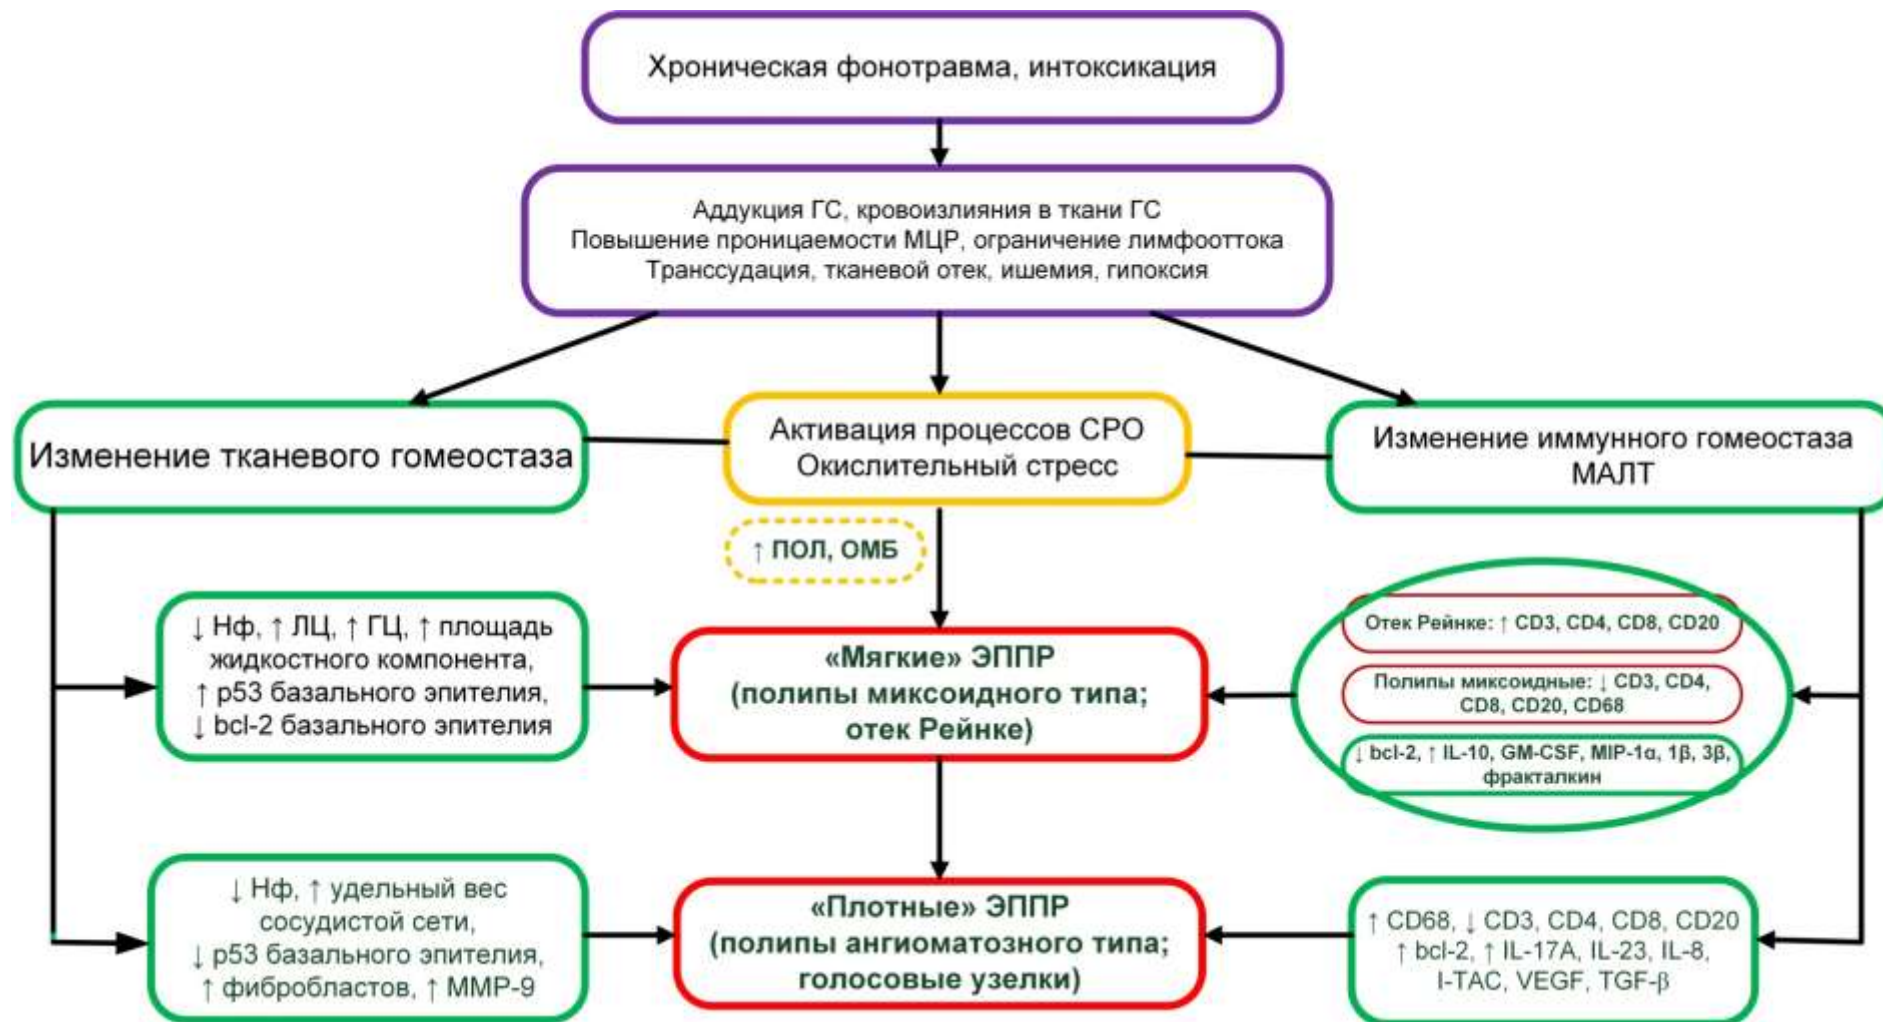 Хроническая фонотравма, интоксикация
Аддукция ГС, кровоизлияния в ткани ГС
Повышение проницаемости МЦР, ограничение лимфооттока
Транссудация, тканевой отек, ишемия, гипоксия
Изменение тканевого гомеостаза
Активация процессов СРО
Окислительный стресс
Изменение иммунного гомеостаза
МАЛТ
↑ ПОЛ, ОМБ
↓ Нф, ↑ ЛЦ, ↑ ГЦ, ↑ площадь
жидкостного компонента,
↑ р53 базального эпителия,
↓ bcl-2 базального эпителия
«Мягкие» ЭППР
(полипы миксоидного типа;
отек Рейнке)
Отек Рейнке: ↑ CD3, CD4, CD8, CD20
Полипы миксоидные: ↓ CD3, CD4,
CD8, CD20, CD68
↓ bcl-2, ↑ IL-10, GM-CSF, MIP-1α, 1β, 3β,
фракталкин
↓ Нф, ↑ удельный вес
сосудистой сети,
↓ р53 базального эпителия,
↑ фибробластов, ↑ ММР-9
«Плотные» ЭППР
(полипы ангиоматозного типа;
голосовые узелки)
↑ CD68, ↓ CD3, CD4, CD8, CD20
↑ bcl-2, ↑ IL-17A, IL-23, IL-8,
I-TAC, VEGF, TGF-β